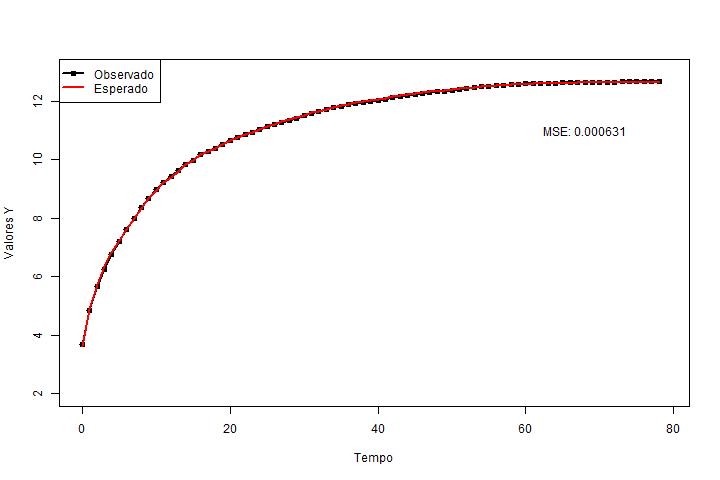 Observado
Esperado
MSE: 0.000631
Valores Y
12
10
8
6
4
2
0 20 40 60 80
Tempo